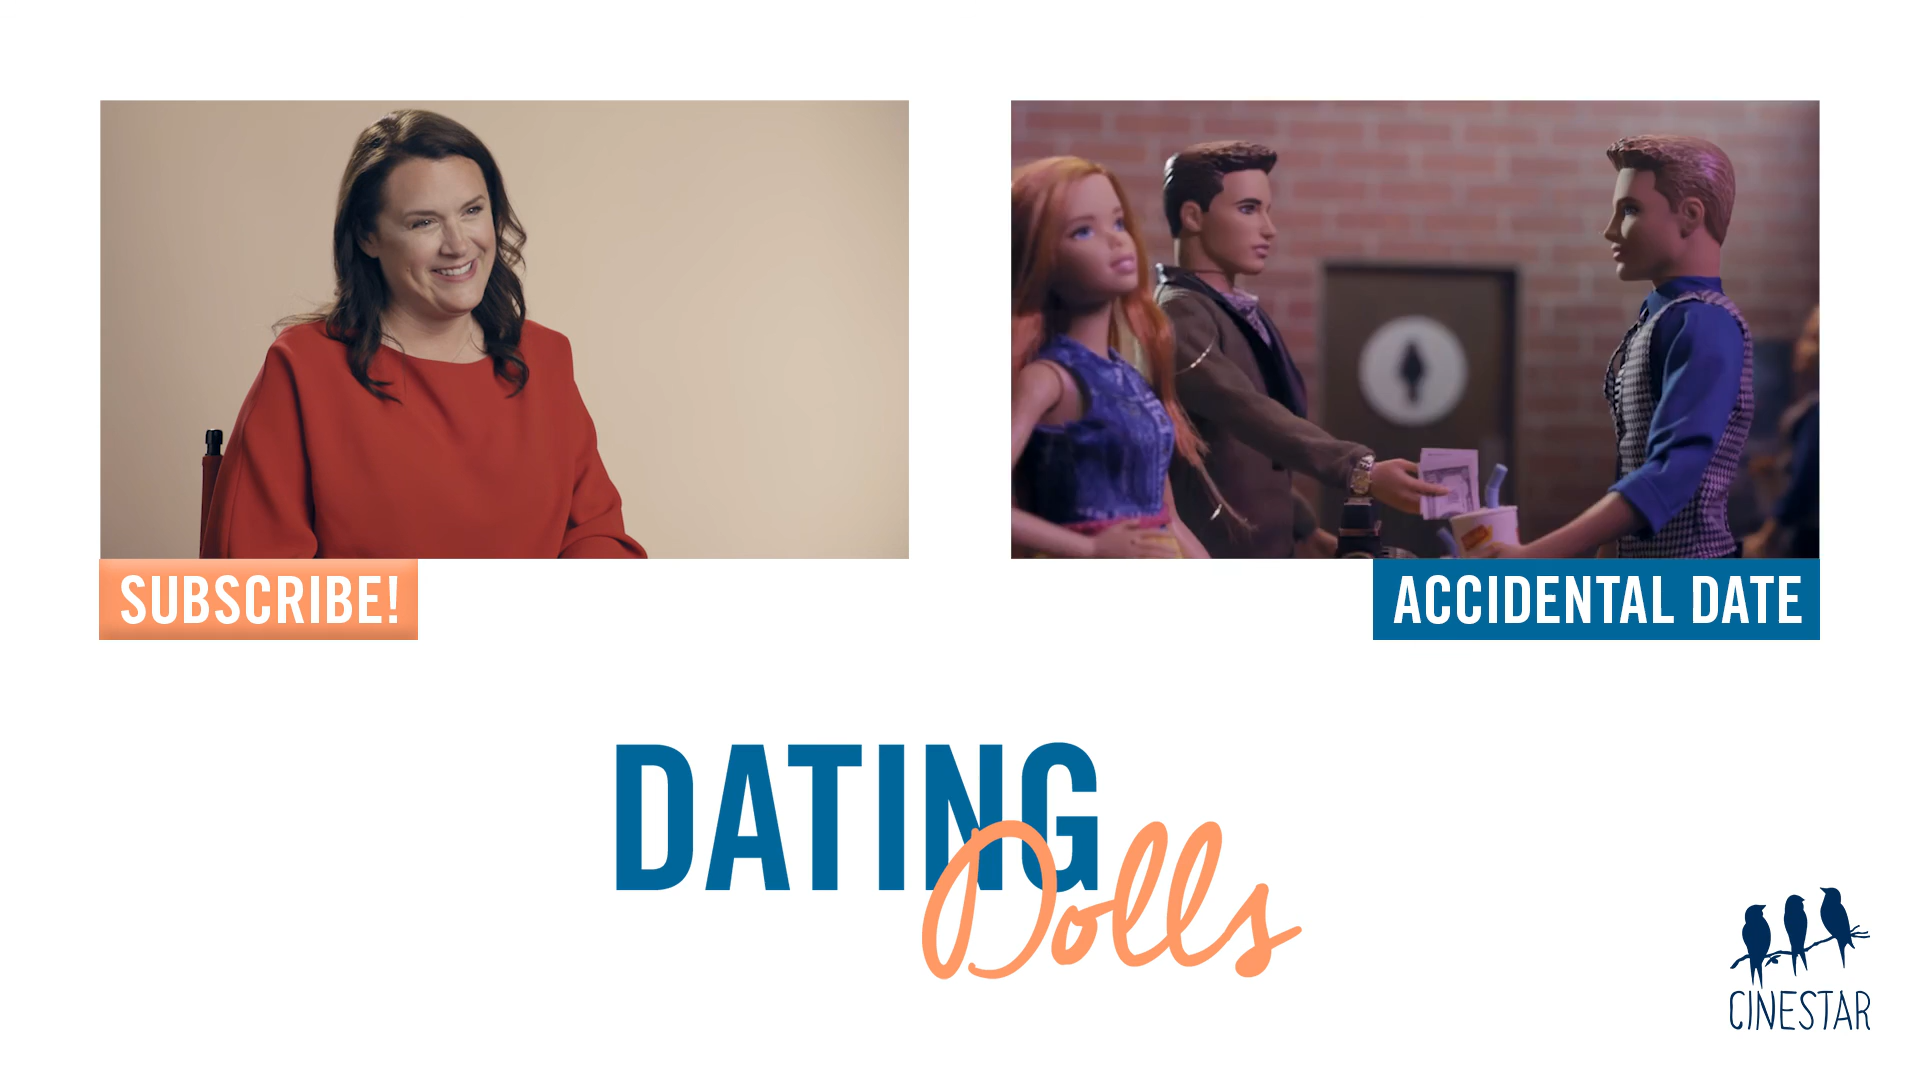 SUBSCRIBE!
ACCIDENTAL DATE
DATING
Dolls
CINESTAR